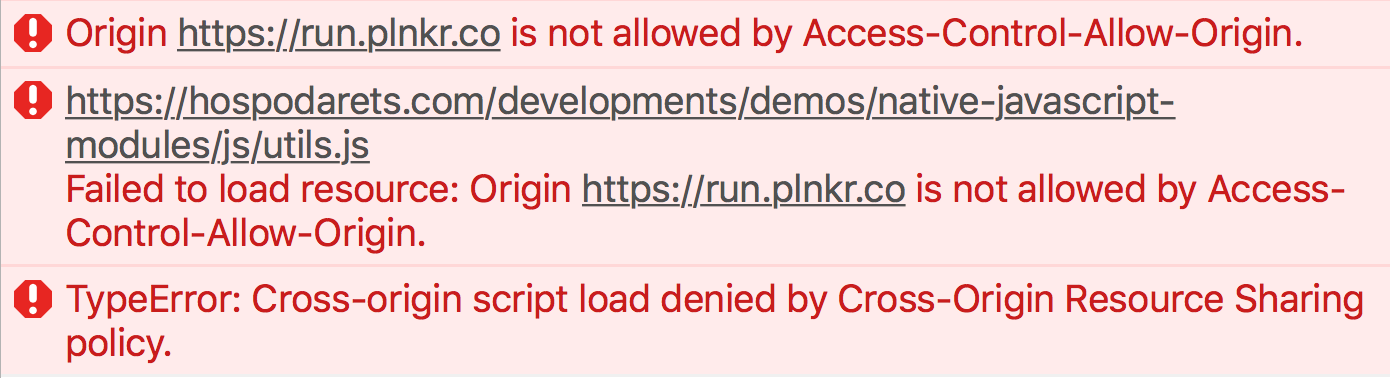 Origin https://run.plnkr.co is not allowed by Access-Control-Allow-Origin.
https://hospodarets.com/developments/demos/native-javascript-
modules/js/utils.js
Failed to load resource: Origin https://run.plnkr.co is not allowed by Access-
Control-Allow-Origin.
TypeError: Cross-origin script load denied by Cross-Origin Resource Sharing
policy.